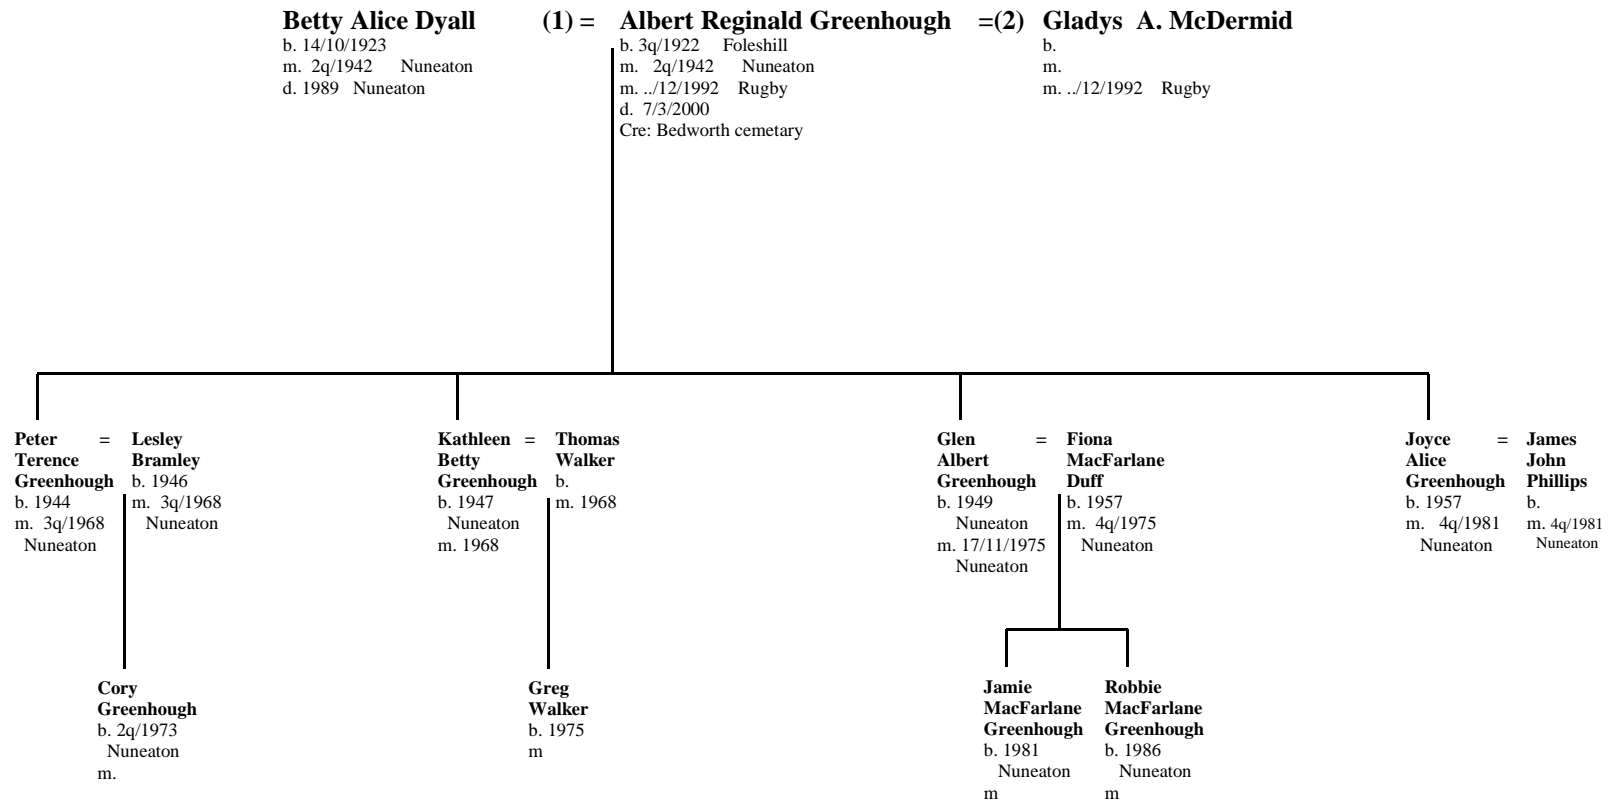 Betty Alice Dyall (1) = Albert Reginald Greenhough =(2) Gladys A. McDermid
b. 14/10/1923
m. 2q/1942 Nuneaton
d. 1989 Nuneaton
b. 3q/1922 Foleshill
m. 2q/1942 Nuneaton
m. ../12/1992 Rugby
d. 7/3/2000
Cre: Bedworth cemetary
b.
m.
m. ../12/1992 Rugby
Peter =
Terence
Greenhough
b. 1944
m. 3q/1968
Nuneaton
Lesley
Bramley
b. 1946
m. 3q/1968
Nuneaton
Kathleen =
Betty
Greenhough
b. 1947
Nuneaton
m. 1968
Thomas
Walker
b.
m. 1968
Glen =
Albert
Greenhough
b. 1949
Nuneaton
m. 17/11/1975
Nuneaton
Fiona
MacFarlane
Duff
b. 1957
m. 4q/1975
Nuneaton
Joyce =
Alice
Greenhough
b. 1957
m. 4q/1981
Nuneaton
James
John
Phillips
b.
m. 4q/1981
Nuneaton
Cory
Greenhough
b. 2q/1973
Nuneaton
m.
Greg
Walker
b. 1975
m
Jamie
MacFarlane
Greenhough
b. 1981
Nuneaton
m
Robbie
MacFarlane
Greenhough
b. 1986
Nuneaton
m